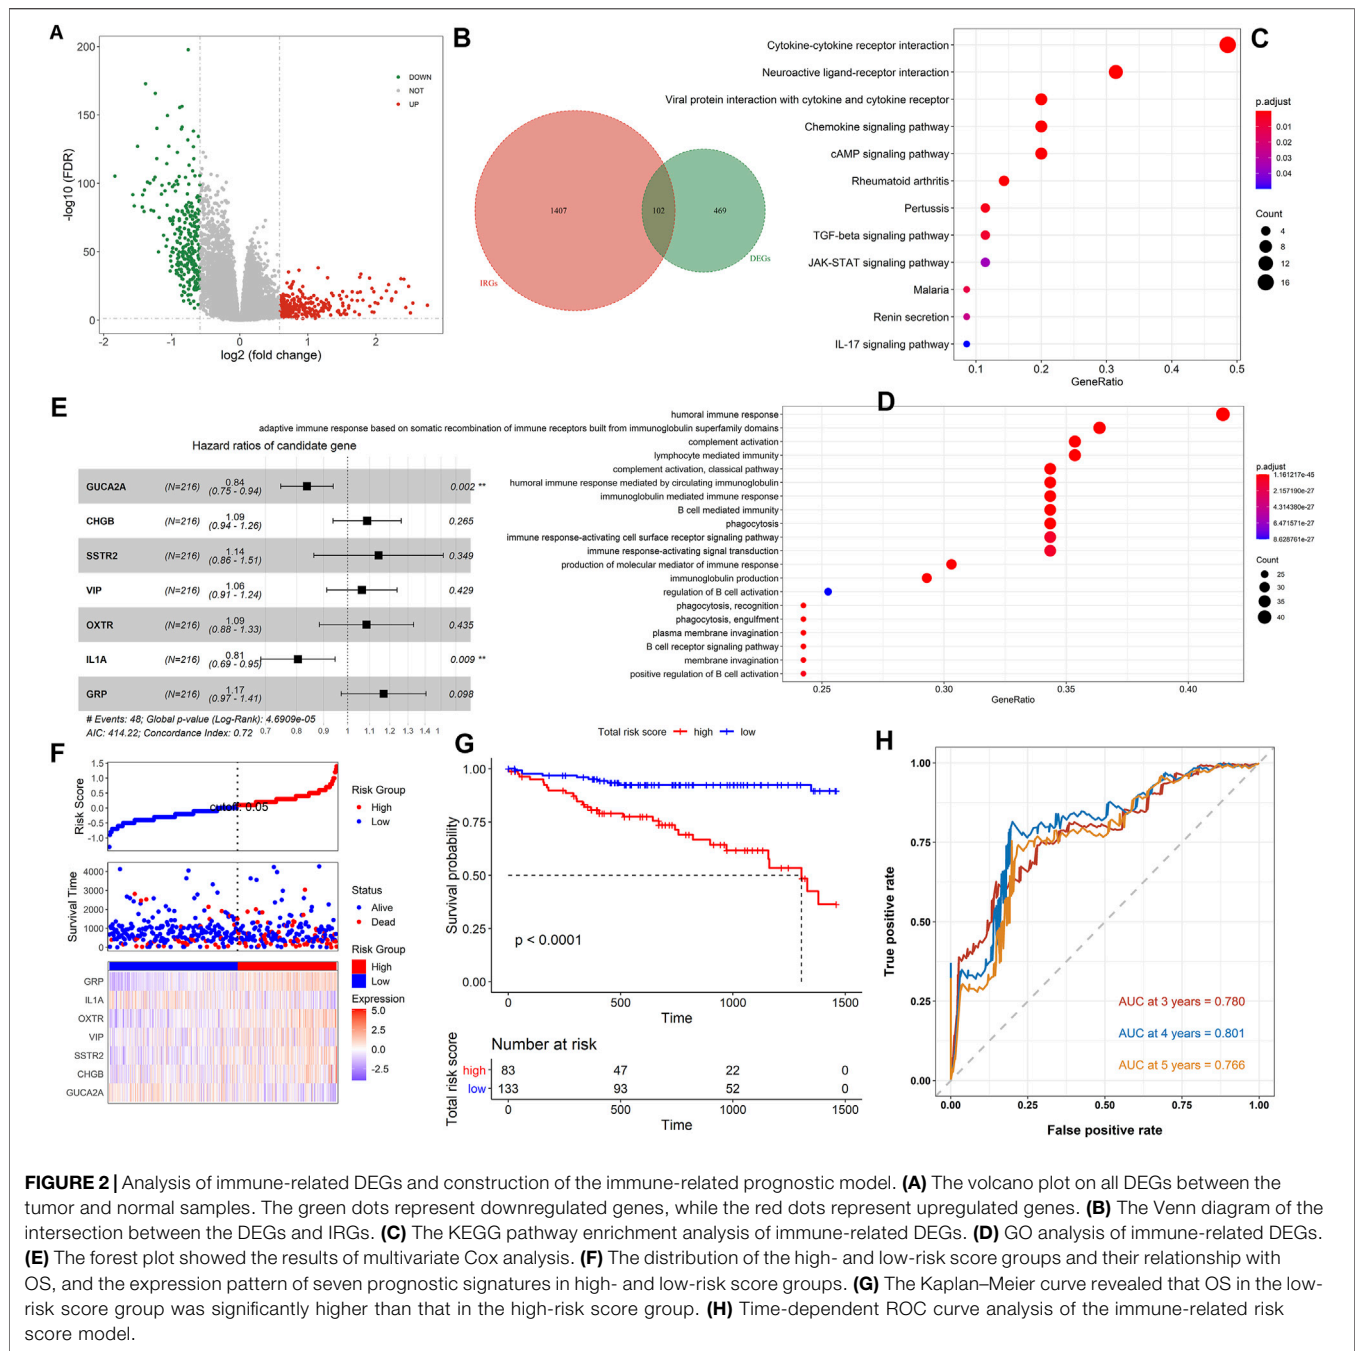 A
200
150
100
50
0
-log10 (FDR)
-2
-1
0
1
2
log2 (fold change)
DOWN
NOT
UP
B
1407
102
469
IRGs
DEGs
C
Cytokine-cytokine receptor interaction
Neuroactive ligand-receptor interaction
Viral protein interaction with cytokine and cytokine receptor
Chemokine signaling pathway
cAMP signaling pathway
Rheumatoid arthritis
Pertussis
TGF-beta signaling pathway
JAK-STAT signaling pathway
Malaria
Renin secretion
IL-17 signaling pathway
0.1
0.2
0.3
0.4
0.5
GeneRatio
p.adjust
0.01
0.02
0.03
0.04
Count
4
8
12
16
D
humoral immune response
adaptive immune response based on somatic recombination of immune receptors built from immunoglobulin superfamily domains
complement activation
lymphocyte mediated immunity
complement activation, classical pathway
humoral immune response mediated by circulating immunoglobulin
immunoglobulin mediated immune response
B cell mediated immunity
phagocytosis
immune response-activating cell surface receptor signaling pathway
immune response-activating signal transduction
production of molecular mediator of immune response
immunoglobulin production
regulation of B cell activation
phagocytosis, recognition
phagocytosis, engulfment
plasma membrane invagination
B cell receptor signaling pathway
membrane invagination
positive regulation of B cell activation
0.25
0.30
0.35
0.40
GeneRatio
p.adjust
1.161217e-45
2.157190e-27
4.314380e-27
6.471571e-27
8.628761e-27
Count
25
30
35
40
E
Hazard ratios of candidate gene
GUCA2A (N=216) 0.84 (0.75 - 0.94) 0.002 **
CHGB (N=216) 1.09 (0.94 - 1.26) 0.265
SSTR2 (N=216) 1.14 (0.86 - 1.51) 0.349
VIP (N=216) 1.06 (0.91 - 1.24) 0.429
OXTR (N=216) 1.09 (0.88 - 1.33) 0.435
IL1A (N=216) 0.81 (0.69 - 0.95) 0.009 **
GRP (N=216) 1.17 (0.97 - 1.41) 0.098
# Events: 48; Global p-value (Log-Rank): 4.6909e-05
AIC: 414.22; Concordance Index: 0.72
0.7 0.8 0.9 1 1.1 1.2 1.3 1.4 1
F
1.5
1.0
0.5
0.0
-0.5
-1.0
Risk Score
cutoff: 0.05
Risk Group
High
Low
4000
3000
2000
1000
0
Survival Time
Status
Alive
Dead
Risk Group
High
Low
GRP
IL1A
OXTR
VIP
SSTR2
CHGB
GUCA2A
Expression
5.0
2.5
0.0
-2.5
G
Total risk score high low
1.00
0.75
0.50
0.25
0.00
Survival probability
p < 0.0001
0 500 1000 1500
Time
Number at risk
Total risk score
high 83 47 22 0
low 133 93 52 0
0 500 1000 1500
Time
H
1.00
0.75
0.50
0.25
0.00
True positive rate
AUC at 3 years = 0.780
AUC at 4 years = 0.801
AUC at 5 years = 0.766
0.00 0.25 0.50 0.75 1.00
False positive rate
FIGURE 2 | Analysis of immune-related DEGs and construction of the immune-related prognostic model. (A) The volcano plot on all DEGs between the
tumor and normal samples. The green dots represent downregulated genes, while the red dots represent upregulated genes. (B) The Venn diagram of the
intersection between the DEGs and IRGs. (C) The KEGG pathway enrichment analysis of immune-related DEGs. (D) GO analysis of immune-related DEGs.
(E) The forest plot showed the results of multivariate Cox analysis. (F) The distribution of the high- and low-risk score groups and their relationship with
OS, and the expression pattern of seven prognostic signatures in high- and low-risk score groups. (G) The Kaplan–Meier curve revealed that OS in the low-
risk score group was significantly higher than that in the high-risk score group. (H) Time-dependent ROC curve analysis of the immune-related risk
score model.